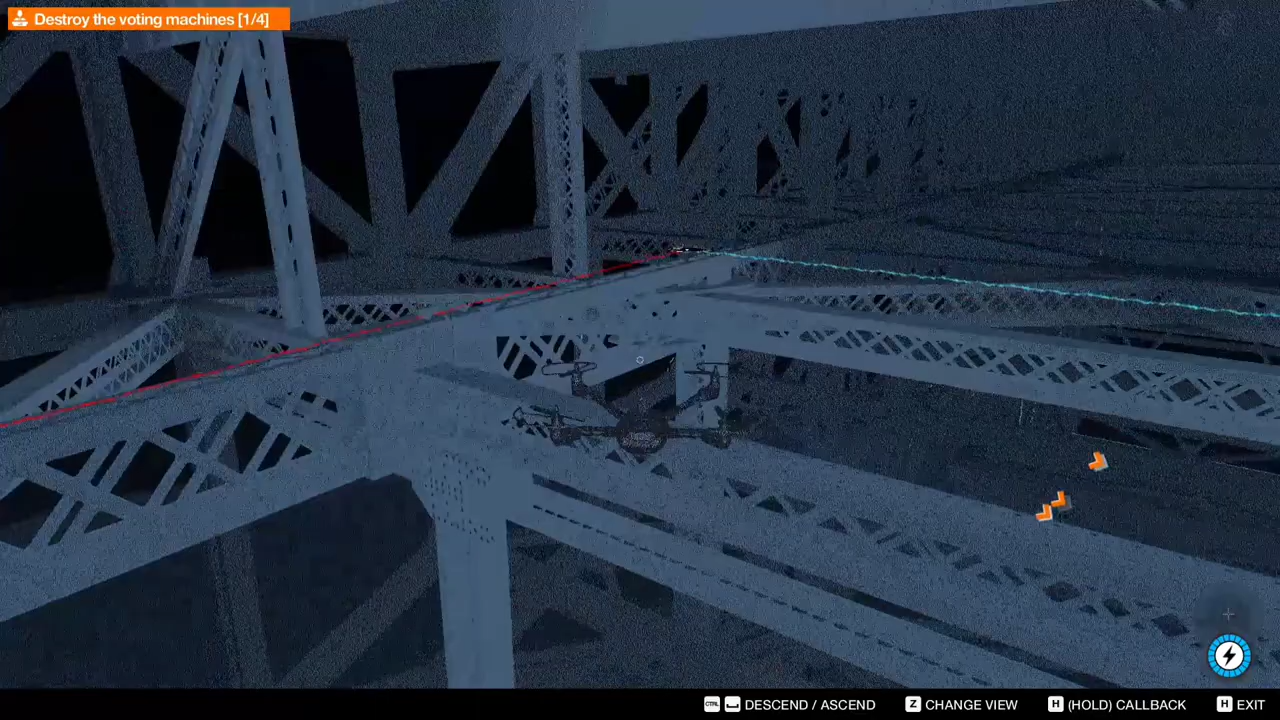 Destroy the voting machines [1/4]
CTRL DESCEND / ASCEND Z CHANGE VIEW H (HOLD) CALLBACK H EXIT